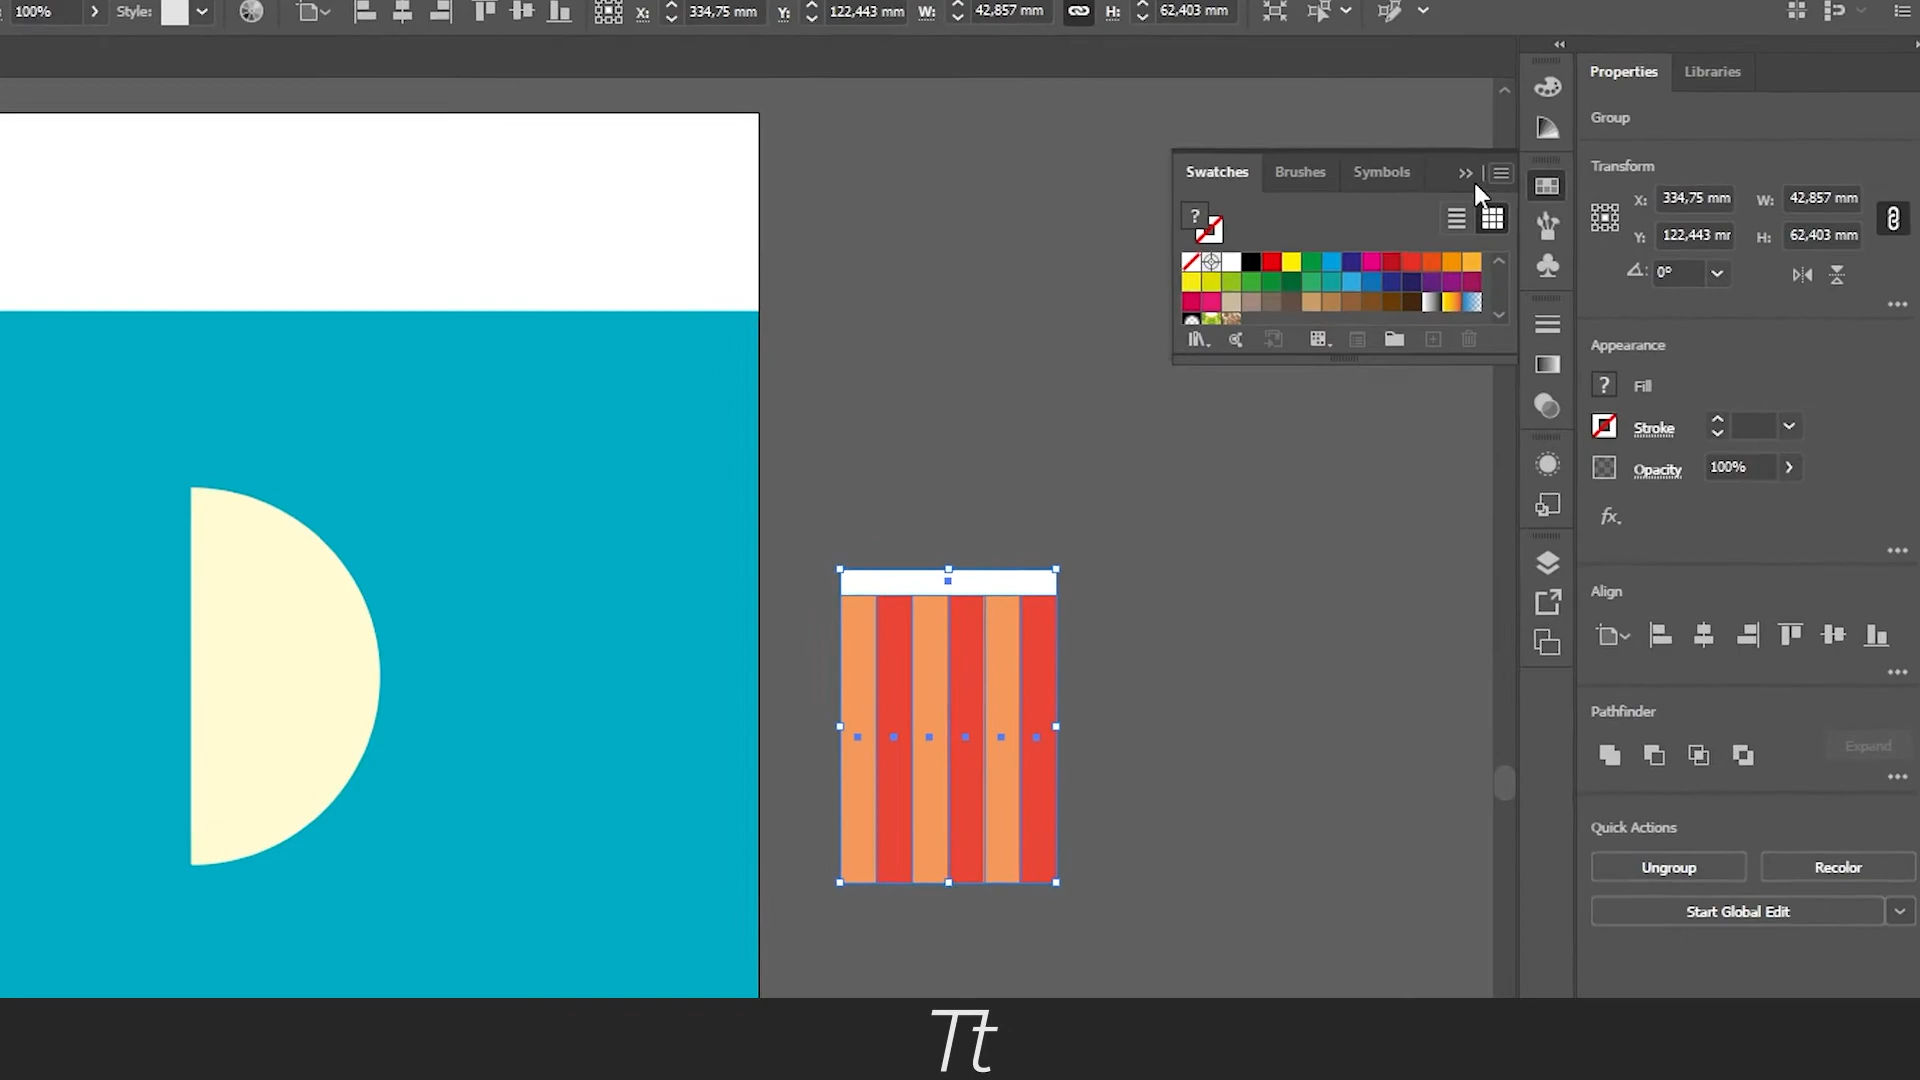 100% Style: X: 334,75 mm Y: 122,443 mm W: 42,857 mm H: 62,403 mm
Properties Libraries
Group
Transform
X: 334,75 mm W: 42,857 mm
Y: 122,443 mr H: 62,403 mm
0°
Swatches Brushes Symbols
?
Appearance
? Fill
Stroke
Opacity 100%
fx.
Align
Pathfinder
Expand
Quick Actions
Ungroup Recolor
Start Global Edit
Tt